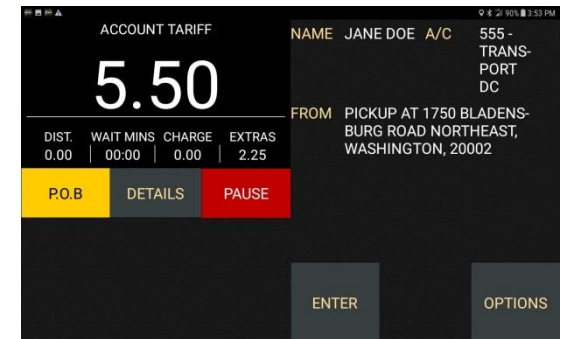 90% 3:53 PM
ACCOUNT TARIFF
5.50
DIST. WAIT MINS CHARGE EXTRAS
0.00 00:00 0.00 2.25
P.O.B DETAILS PAUSE
NAME JANE DOE A/C 555 -
TRANS-
PORT
DC
FROM PICKUP AT 1750 BLADENS-
BURG ROAD NORTHEAST,
WASHINGTON, 20002
ENTER OPTIONS